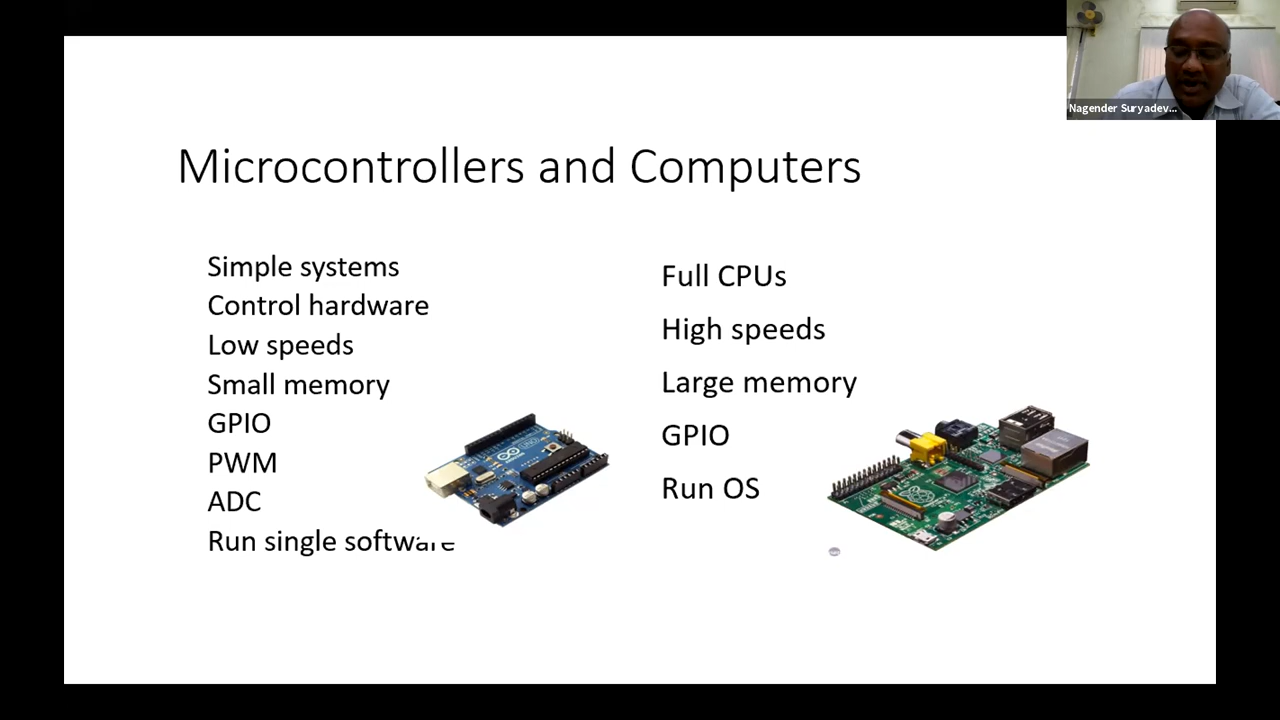 Nagender Suryadev...
Microcontrollers and Computers
Simple systems
Control hardware
Low speeds
Small memory
GPIO
PWM
ADC
Run single software
Full CPUs
High speeds
Large memory
GPIO
Run OS